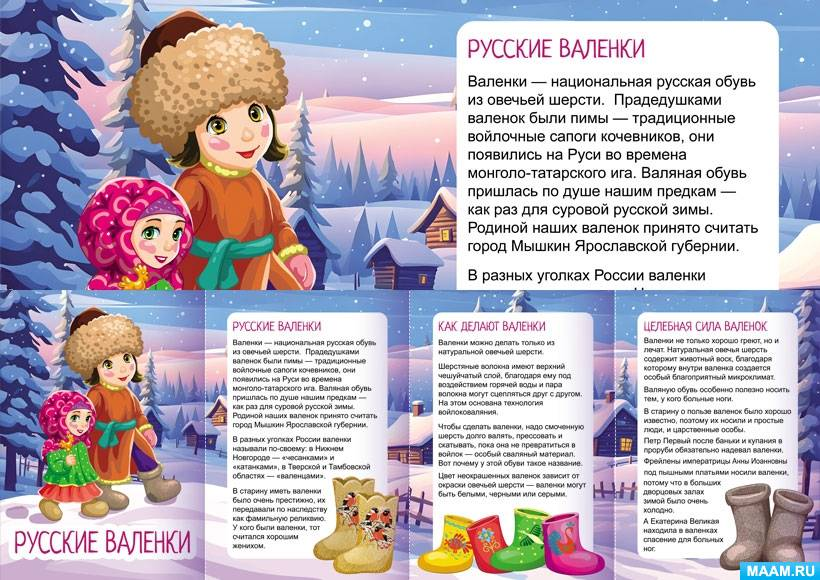 РУССКИЕ ВАЛЕНКИ
Валенки — национальная русская обувь
из овечьей шерсти. Прадедушками
валенок были пимы — традиционные
войлочные сапоги кочевников, они
появились на Руси во времена
монголо-татарского ига. Валяная обувь
пришлась по душе нашим предкам —
как раз для суровой русской зимы.
Родиной наших валенок принято считать
город Мышкин Ярославской губернии.
В разных уголках России валенки
РУССКИЕ ВАЛЕНКИ
РУССКИЕ ВАЛЕНКИ
Валенки — национальная русская обувь
из овечьей шерсти. Прадедушками
валенок были пимы — традиционные
войлочные сапоги кочевников, они
появились на Руси во времена
монголо-татарского ига. Валяная обувь
пришлась по душе нашим предкам —
как раз для суровой русской зимы.
Родиной наших валенок принято считать
город Мышкин Ярославской губернии.
В разных уголках России валенки
называли по-своему: в Нижнем
Новгороде — «чесанками» и
«катанками», в Тверской и Тамбовской
областях — «валенцами».
В старину иметь валенки
было очень престижно, их
передавали по наследству
как фамильную реликвию.
У кого были валенки, тот
считался хорошим
женихом.
КАК ДЕЛАЮТ ВАЛЕНКИ
Валенки можно делать только из
натуральной овечьей шерсти.
Шерстяные волокна имеют верхний
чешуйчатый слой, благодаря ему под
воздействием горячей воды и пара
волокна могут сцепляться друг с другом.
На этом основана технология
войлоковаляния.
Чтобы сделать валенки, надо смоченную
шерсть долго валять, прессовать и
скатывать, пока она не превратиться в
войлок — особый сваляный материал.
Вот почему у этой обуви такое название.
Цвет неокрашенных валенок зависит от
окраски овечьей шерсти — валенки могут
быть белыми, черными или серыми.
ЦЕЛЕБНАЯ СИЛА ВАЛЕНОК
Валенки не только хорошо греют, но и
лечат. Натуральная овечья шерсть
содержит животный воск, благодаря
которому внутри валенка создается
особый благоприятный микроклимат.
Валяную обувь особенно полезно носить
тем, у кого больные ноги.
В старину о пользе валенок было хорошо
известно, поэтому их носили и простые
люди, и царственные особы.
Петр Первый после баньки и купания в
проруби обязательно надевал валенки.
Фрейлены императрицы Анны Иоанновны
под пышными платьями носили валенки,
потому что в больших
дворцовых залах
зимой было очень
холодно.
А Екатерина Великая
находила в валенках
спасение для больных
ног.
MAAM.RU